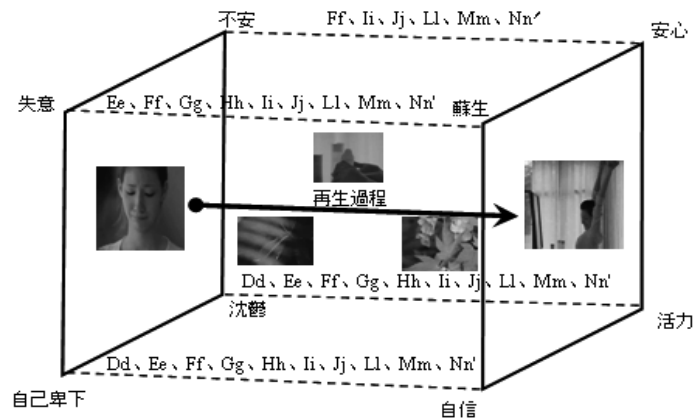 不安
Ff、Ii、Jj、Ll、Mm、Nn′
安心
失意
Ee、Ff、Gg、Hh、Ii、Jj、Ll、Mm、Nn'
蘇生
再生過程
Dd、Ee、Ff、Gg、Hh、Ii、Jj、Ll、Mm、Nn'
沈鬱
活力
Dd、Ee、Ff、Gg、Hh、Ii、Jj、Ll、Mm、Nn'
自己卑下
自信